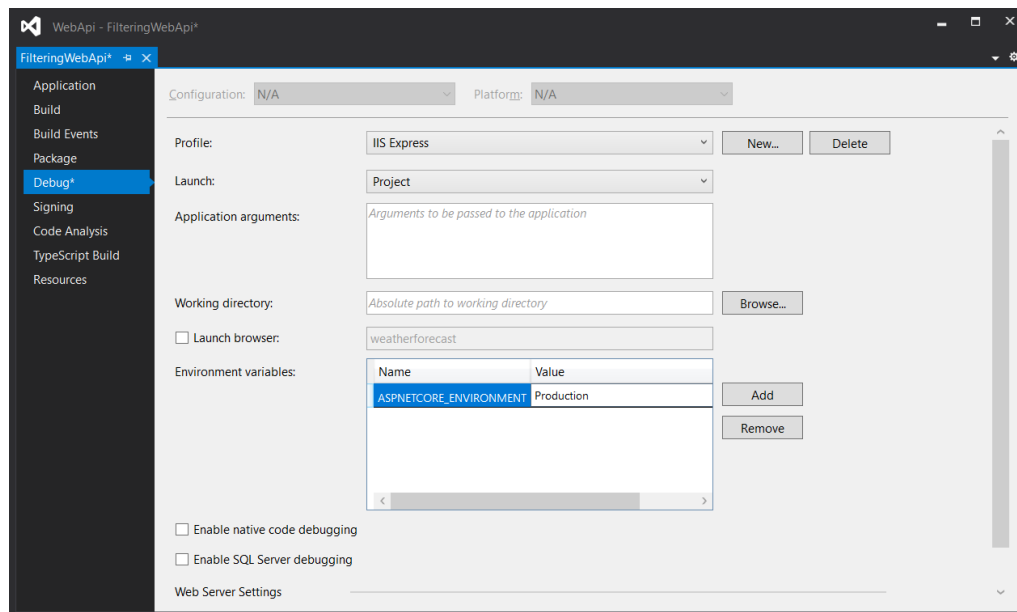 WebApi - FilteringWebApi*
FilteringWebApi*
Application
Build
Build Events
Package
Debug*
Signing
Code Analysis
TypeScript Build
Resources
Configuration: N/A Platform: N/A
Profile: IIS Express New... Delete
Launch: Project
Application arguments: Arguments to be passed to the application
Working directory: Absolute path to working directory Browse...
Launch browser: weatherforecast
Environment variables: Name Value
ASPNETCORE_ENVIRONMENT Production Add
Remove
Enable native code debugging
Enable SQL Server debugging
Web Server Settings